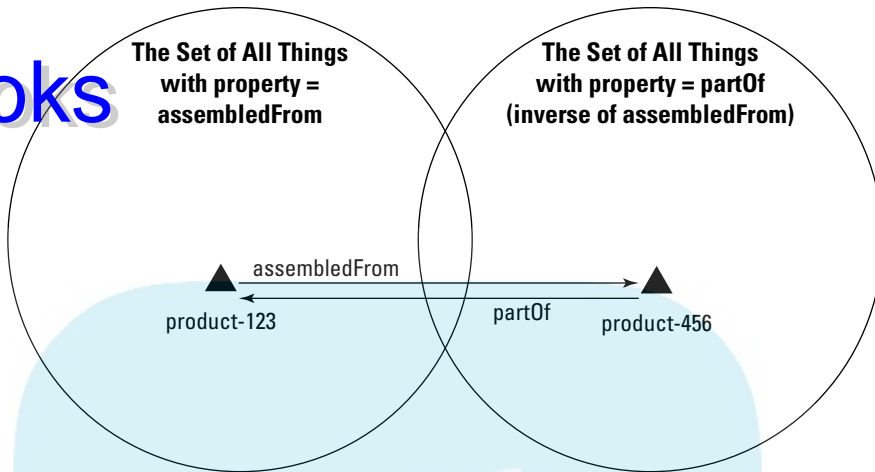 The Set of All Things
with property =
assembledFrom
The Set of All Things
with property = partOf
(inverse of assembledFrom)
oks
assembledFrom
partOf
product-123
product-456